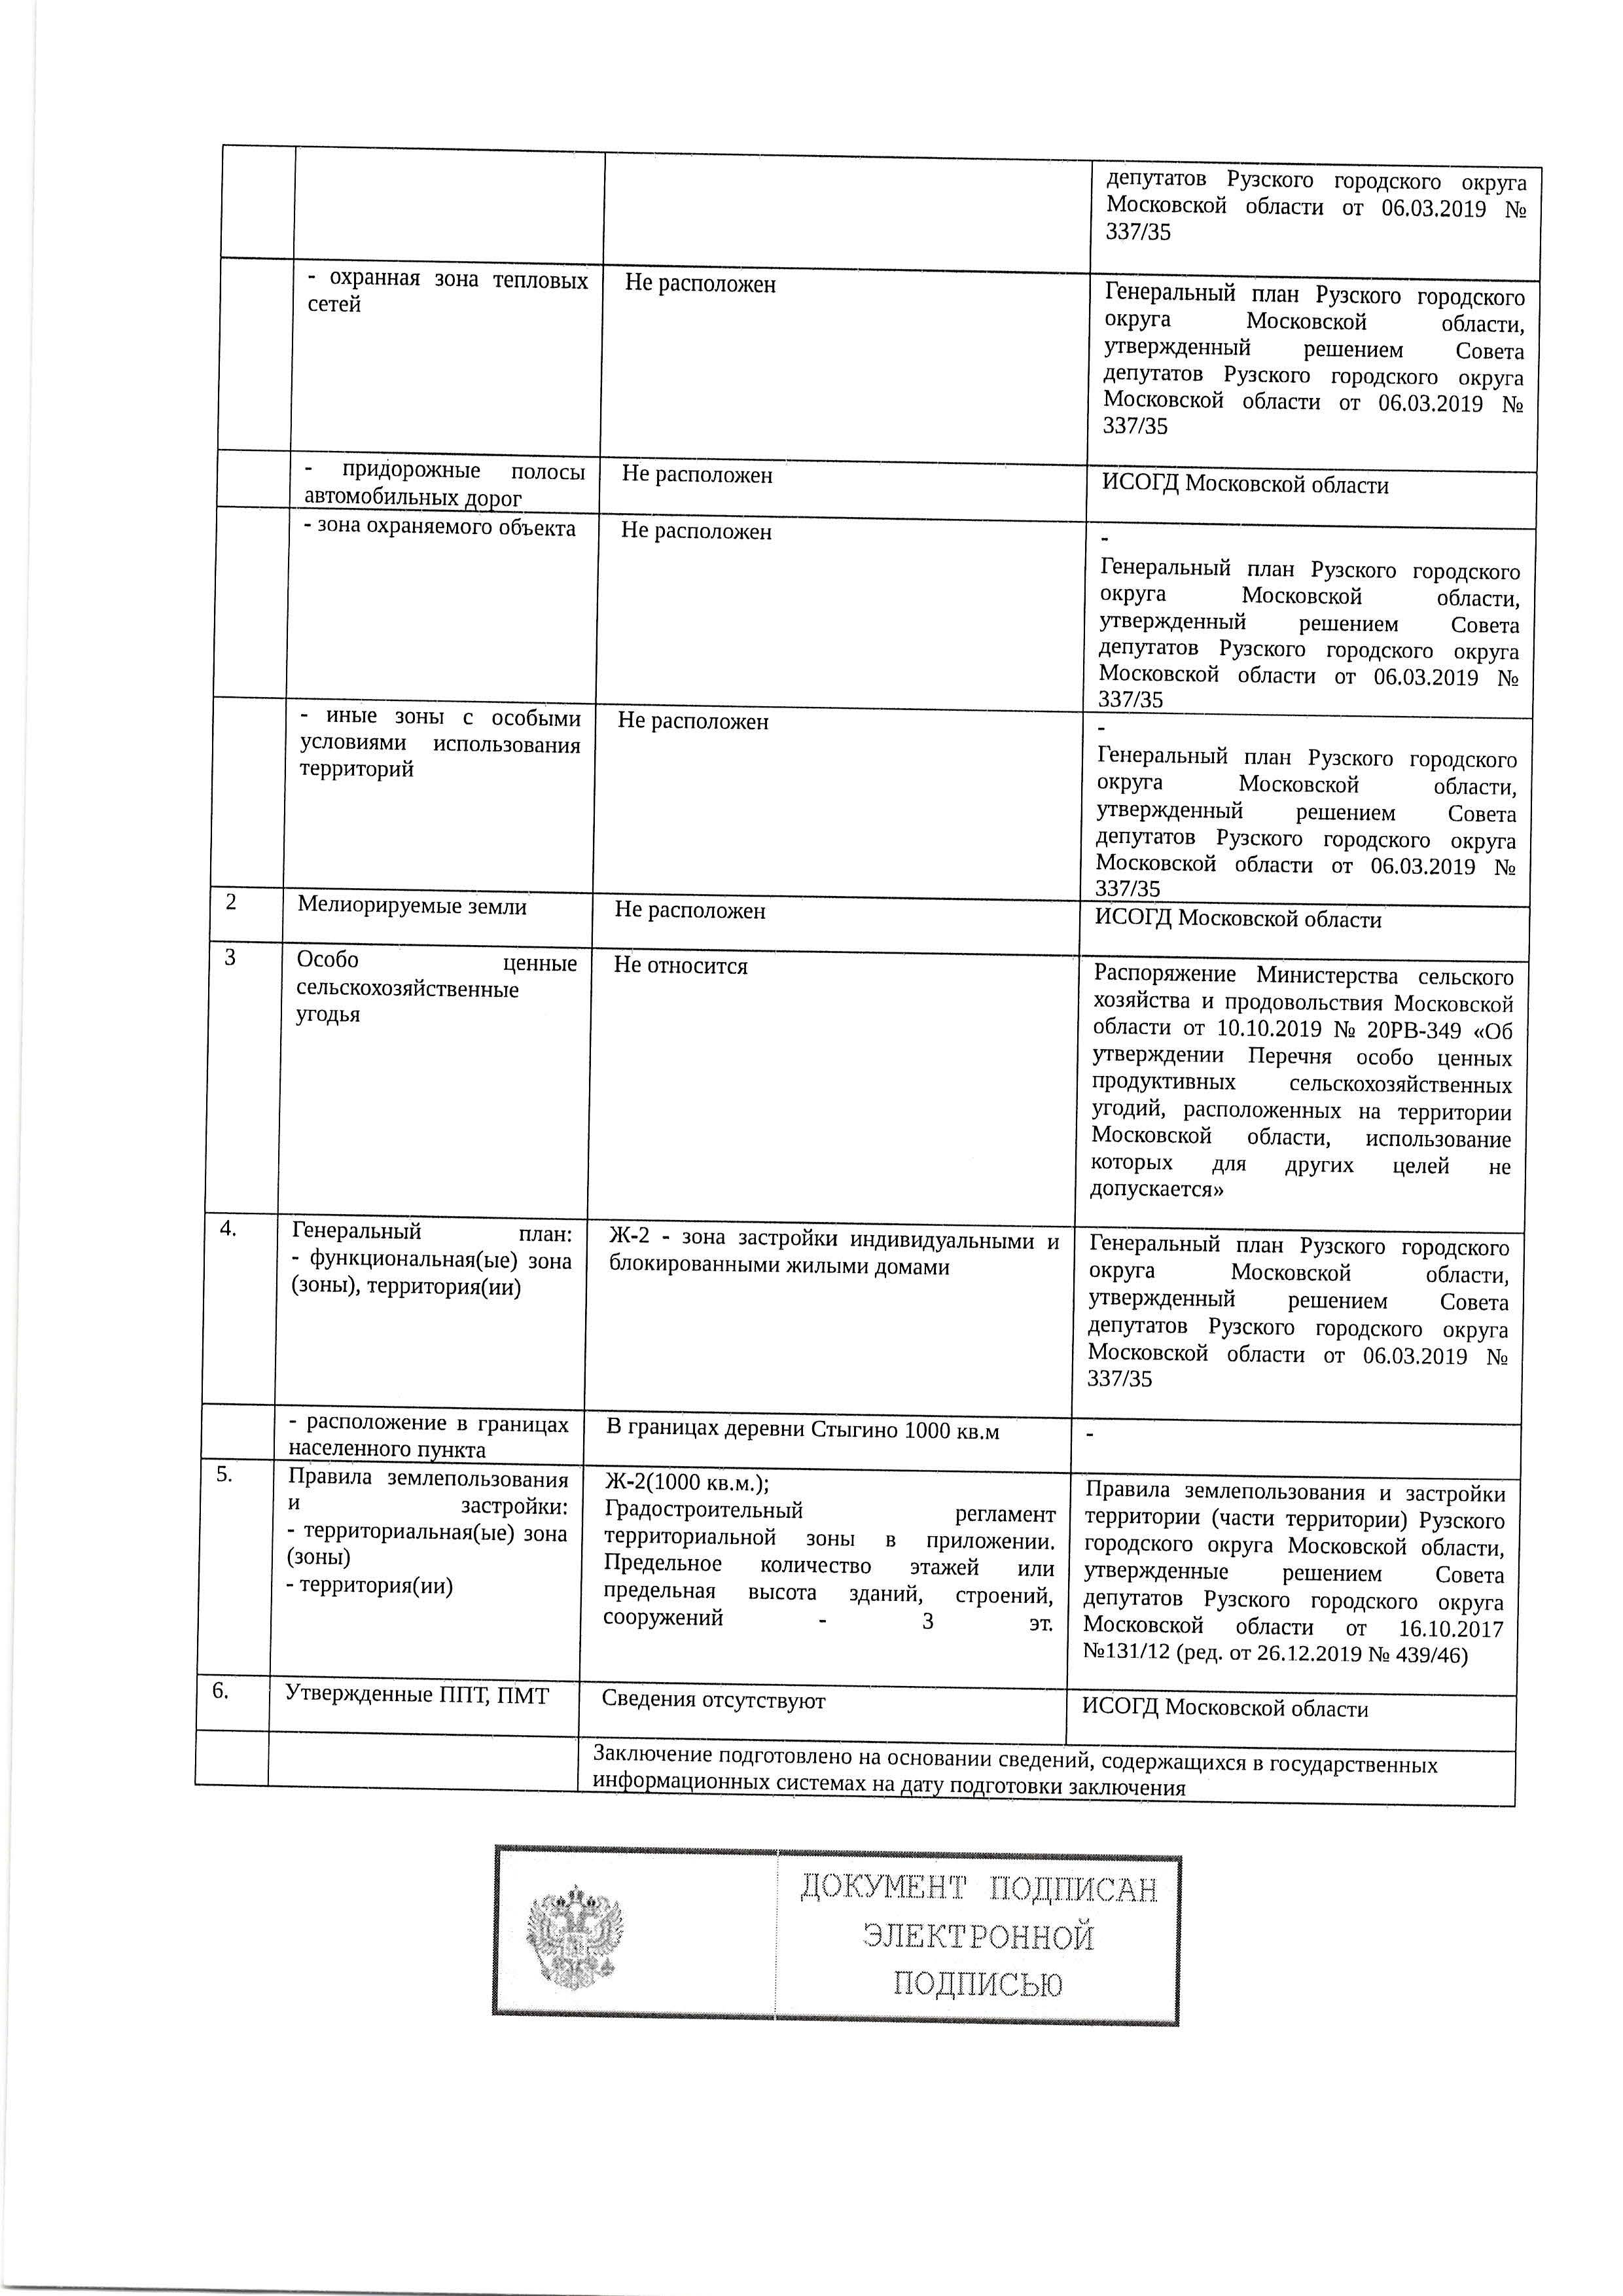 депутатов Рузского городского округа
Московской области от 06.03.2019 №
337/35
- охранная зона тепловых
сетей
Не расположен
Генеральный план Рузского городского
округа Московской области,
утвержденный решением Совета
депутатов Рузского городского округа
Московской области от 06.03.2019 №
337/35
- придорожные полосы
автомобильных дорог
Не расположен
ИСОГД Московской области
- зона охраняемого объекта
Не расположен
-
Генеральный план Рузского городского
округа Московской области,
утвержденный решением Совета
депутатов Рузского городского округа
Московской области от 06.03.2019 №
337/35
- иные зоны с особыми
условиями использования
территорий
Не расположен
-
Генеральный план Рузского городского
округа Московской области,
утвержденный решением Совета
депутатов Рузского городского округа
Московской области от 06.03.2019 №
337/35
2
Мелиорируемые земли
Не расположен
ИСОГД Московской области
3
Особо ценные
сельскохозяйственные
угодья
Не относится
Распоряжение Министерства сельского
хозяйства и продовольствия Московской
области от 10.10.2019 № 20РВ-349 «Об
утверждении Перечня особо ценных
продуктивных сельскохозяйственных
угодий, расположенных на территории
Московской области, использование
которых для других целей не
допускается»
4.
Генеральный план:
- функциональная(ые) зона
(зоны), территория(ии)
Ж-2 - зона застройки индивидуальными и
блокированными жилыми домами
Генеральный план Рузского городского
округа Московской области,
утвержденный решением Совета
депутатов Рузского городского округа
Московской области от 06.03.2019 №
337/35
- расположение в границах
населенного пункта
В границах деревни Стыгино 1000 кв.м
-
5.
Правила землепользования
и застройки:
- территориальная(ые) зона
(зоны)
- территория(ии)
Ж-2(1000 кв.м.);
Градостроительный регламент
территориальной зоны в приложении.
Предельное количество этажей или
предельная высота зданий, строений,
сооружений - 3 эт.
Правила землепользования и застройки
территории (части территории) Рузского
городского округа Московской области,
утвержденные решением Совета
депутатов Рузского городского округа
Московской области от 16.10.2017
№131/12 (ред. от 26.12.2019 № 439/46)
6.
Утвержденные ППТ, ПМТ
Сведения отсутствуют
ИСОГД Московской области
Заключение подготовлено на основании сведений, содержащихся в государственных
информационных системах на дату подготовки заключения
ДОКУМЕНТ ПОДПИСАН
ЭЛЕКТРОННОЙ
ПОДПИСЬЮ